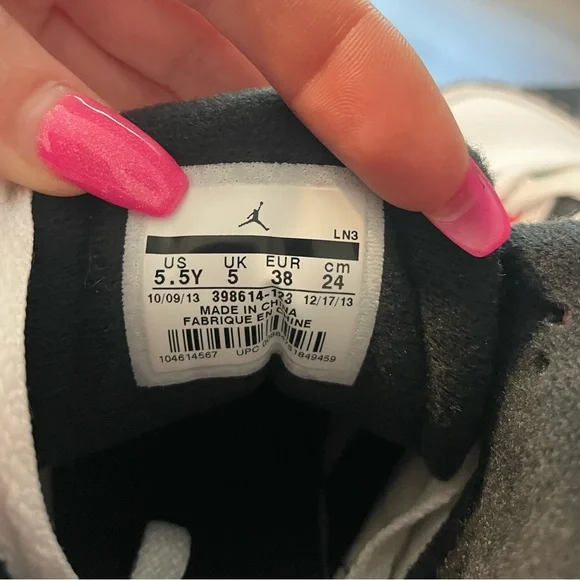 LN3
US UK EUR cm
5.5Y 5 38 24
10/09/13 398614-123 12/17/13
MADE IN CHINA
FABRIQUE EN CHINE
104614567 UPC 1849459